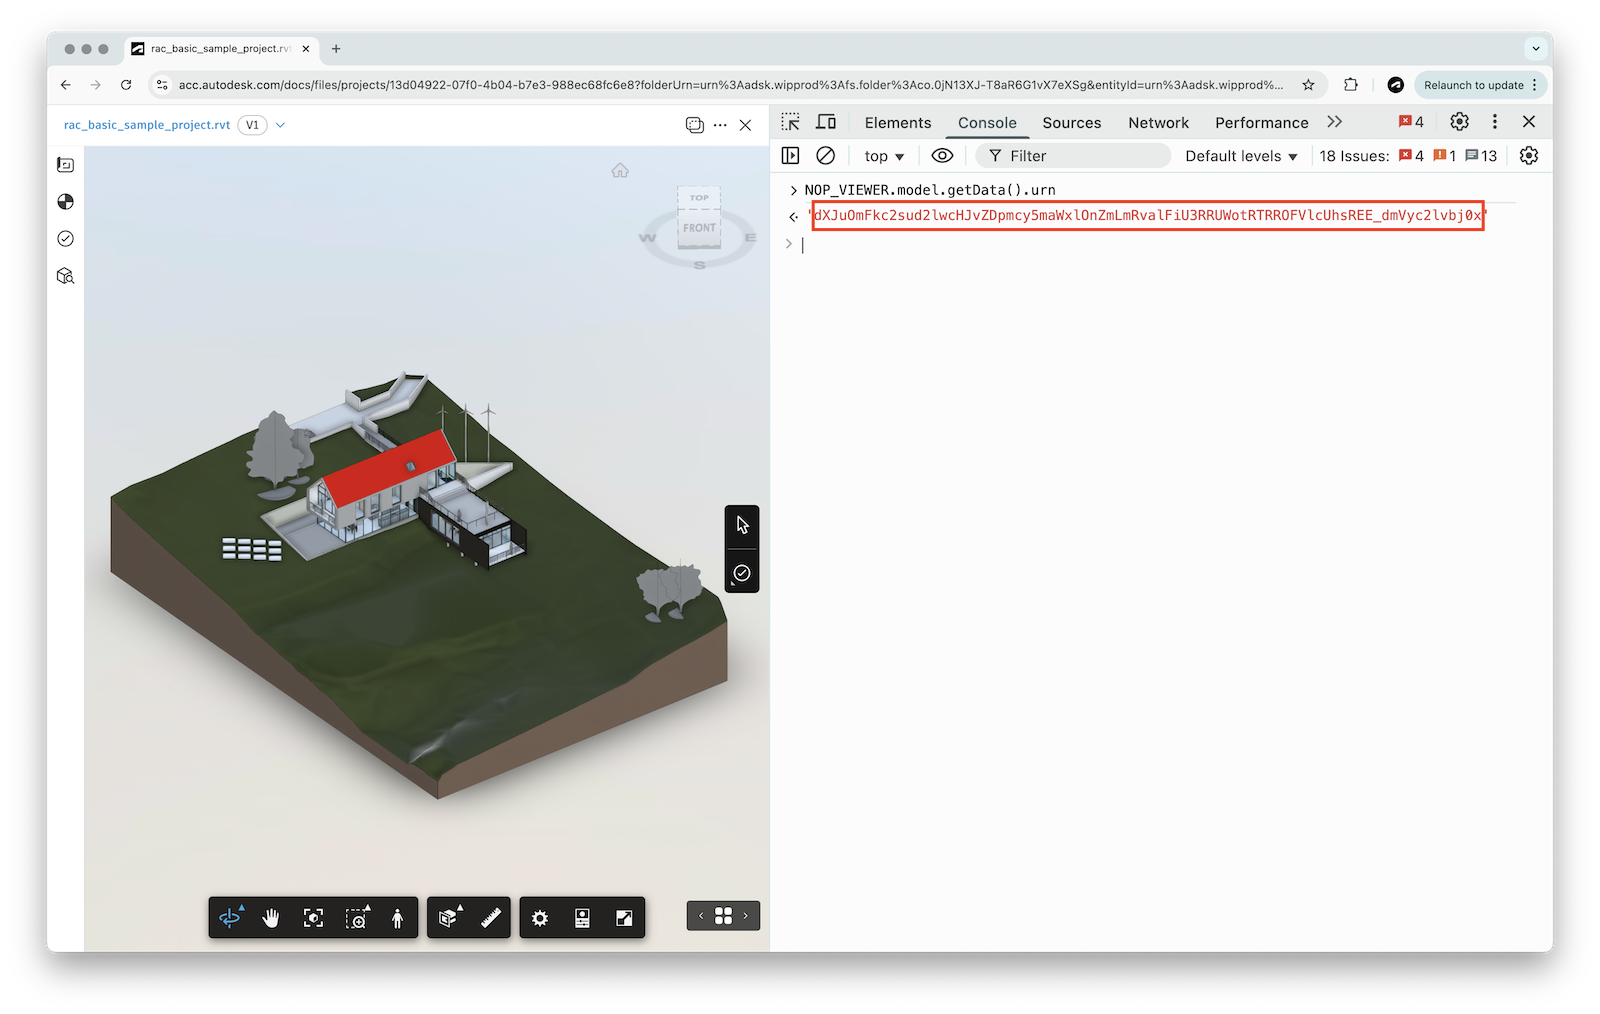 rac_basic_sample_project.rvt
acc.autodesk.com/docs/files/projects/13d04922-07f0-4b04-b7e3-988ec68fc6e8?folderUrn=urn%3Aadsk.wipprod%3Afs.folder%3Aco.0jN13XJ-T8aR6G1vX7eXSg&entityId=urn%3Aadsk.wipprod%...
Relaunch to update
rac_basic_sample_project.rvt V1
Elements Console Sources Network Performance 4
top Filter Default levels 18 Issues: 4 1 13
NOP_VIEWER.model.getData().urn
'dXJuOmFkc2sud2lwcHJvZDpmcy5maWxlOnZmLmRvalFiU3RRUWotRTRROFVlcUhsREE_dmVyc2lvbj0x'
TOP
FRONT
W E
S